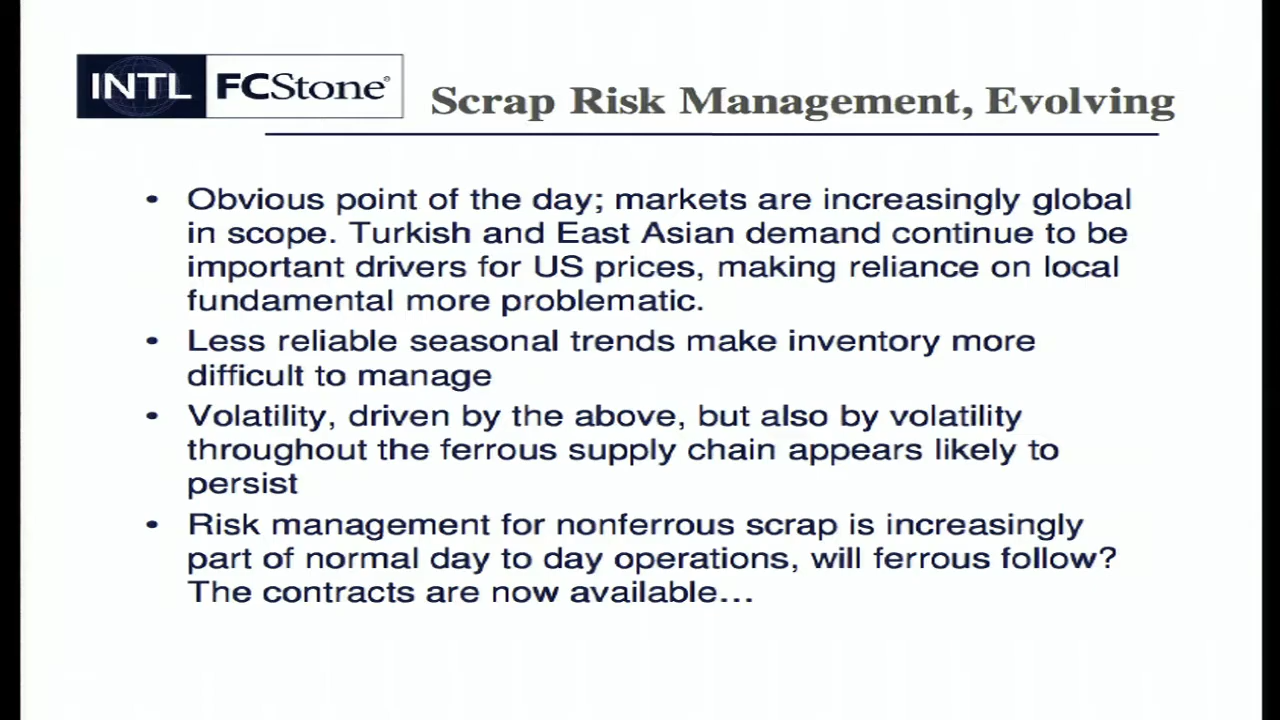 INTL FCStone®
Scrap Risk Management, Evolving
• Obvious point of the day; markets are increasingly global
in scope. Turkish and East Asian demand continue to be
important drivers for US prices, making reliance on local
fundamental more problematic.
• Less reliable seasonal trends make inventory more
difficult to manage
• Volatility, driven by the above, but also by volatility
throughout the ferrous supply chain appears likely to
persist
• Risk management for nonferrous scrap is increasingly
part of normal day to day operations, will ferrous follow?
The contracts are now available…